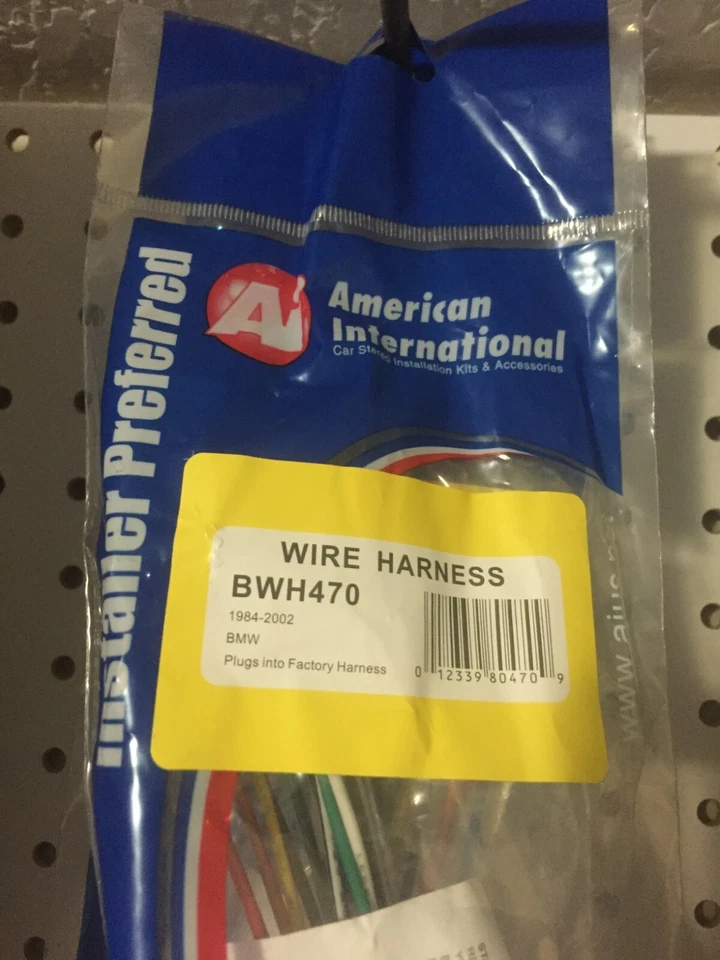 Installer Preferred
Ai
American
International
Car Stereo Installation Kits & Accessories
WIRE HARNESS
BWH470
1984-2002
BMW
Plugs into Factory Harness
0 12339 80470 9